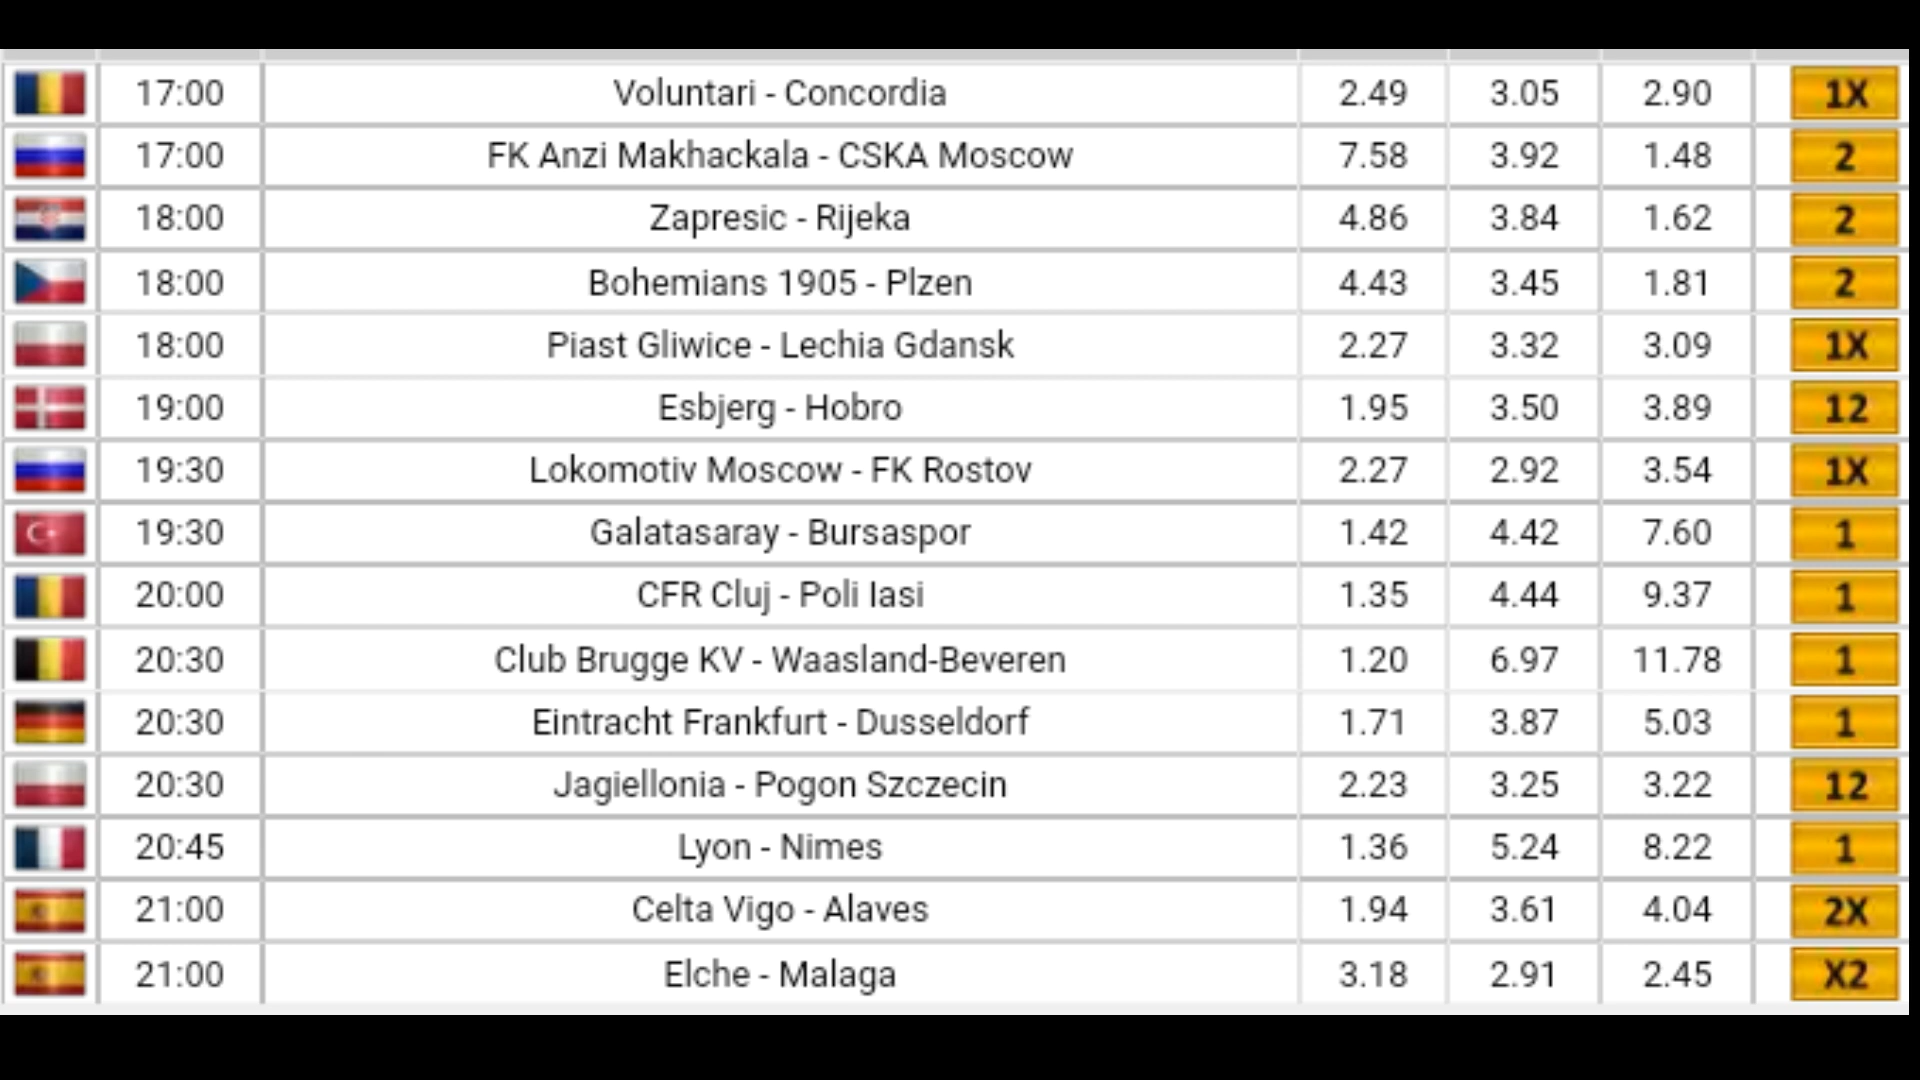 17:00 Voluntari - Concordia 2.49 3.05 2.90 1X
17:00 FK Anzi Makhackala - CSKA Moscow 7.58 3.92 1.48 2
18:00 Zapresic - Rijeka 4.86 3.84 1.62 2
18:00 Bohemians 1905 - Plzen 4.43 3.45 1.81 2
18:00 Piast Gliwice - Lechia Gdansk 2.27 3.32 3.09 1X
19:00 Esbjerg - Hobro 1.95 3.50 3.89 12
19:30 Lokomotiv Moscow - FK Rostov 2.27 2.92 3.54 1X
19:30 Galatasaray - Bursaspor 1.42 4.42 7.60 1
20:00 CFR Cluj - Poli Iasi 1.35 4.44 9.37 1
20:30 Club Brugge KV - Waasland-Beveren 1.20 6.97 11.78 1
20:30 Eintracht Frankfurt - Dusseldorf 1.71 3.87 5.03 1
20:30 Jagiellonia - Pogon Szczecin 2.23 3.25 3.22 12
20:45 Lyon - Nimes 1.36 5.24 8.22 1
21:00 Celta Vigo - Alaves 1.94 3.61 4.04 2X
21:00 Elche - Malaga 3.18 2.91 2.45 X2